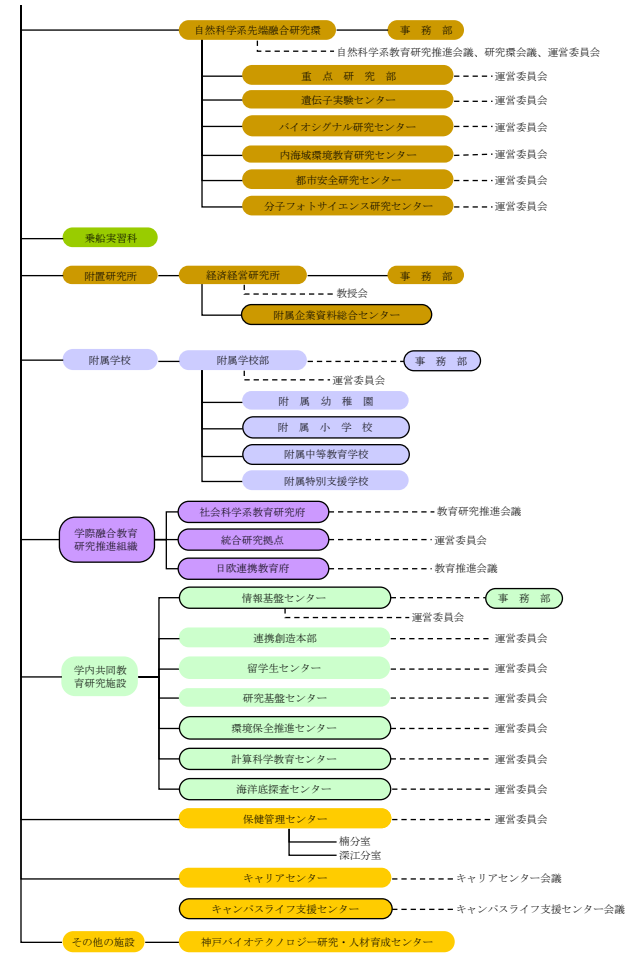 自然科学系先端融合研究環
事 務 部
自然科学系教育研究推進会議、研究環会議、運営委員会
重 点 研 究 部
運営委員会
遺伝子実験センター
運営委員会
バイオシグナル研究センター
運営委員会
内海域環境教育研究センター
運営委員会
都市安全研究センター
運営委員会
分子フォトサイエンス研究センター
運営委員会
乗船実習科
附置研究所
経済経営研究所
事 務 部
教授会
附属企業資料総合センター
附属学校
附属学校部
事 務 部
運営委員会
附 属 幼 稚 園
附 属 小 学 校
附属中等教育学校
附属特別支援学校
学際融合教育
研究推進組織
社会科学系教育研究府
教育研究推進会議
統合研究拠点
運営委員会
日欧連携教育府
教育推進会議
学内共同教
育研究施設
情報基盤センター
事 務 部
運営委員会
連携創造本部
運営委員会
留学生センター
運営委員会
研究基盤センター
運営委員会
環境保全推進センター
運営委員会
計算科学教育センター
運営委員会
海洋底探査センター
運営委員会
保健管理センター
運営委員会
楠分室
深江分室
キャリアセンター
キャリアセンター会議
キャンパスライフ支援センター
キャンパスライフ支援センター会議
その他の施設
神戸バイオテクノロジー研究・人材育成センター